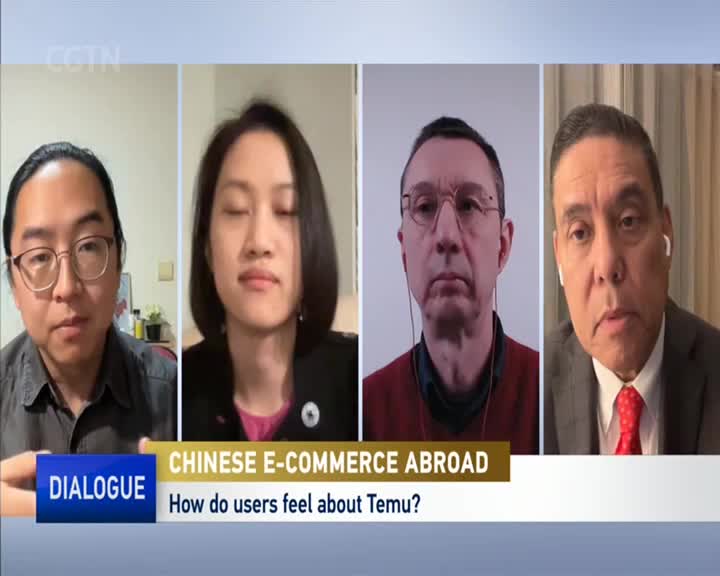 CGTN
CHINESE E-COMMERCE ABROAD
DIALOGUE
How do users feel about Temu?